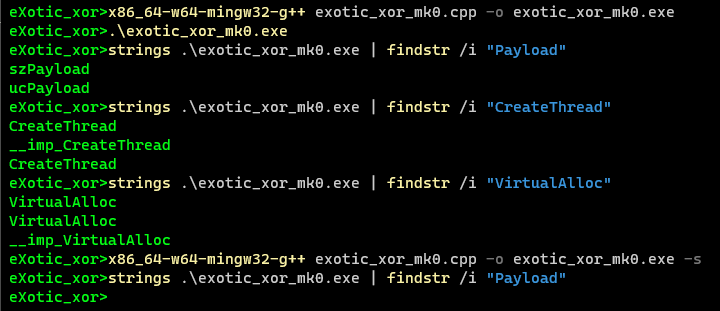 eXotic_xor>x86_64-w64-mingw32-g++ exotic_xor_mk0.cpp -o exotic_xor_mk0.exe
eXotic_xor>.\exotic_xor_mk0.exe
eXotic_xor>strings .\exotic_xor_mk0.exe | findstr /i "Payload"
szPayload
ucPayload
eXotic_xor>strings .\exotic_xor_mk0.exe | findstr /i "CreateThread"
CreateThread
__imp_CreateThread
CreateThread
eXotic_xor>strings .\exotic_xor_mk0.exe | findstr /i "VirtualAlloc"
VirtualAlloc
VirtualAlloc
__imp_VirtualAlloc
eXotic_xor>x86_64-w64-mingw32-g++ exotic_xor_mk0.cpp -o exotic_xor_mk0.exe -s
eXotic_xor>strings .\exotic_xor_mk0.exe | findstr /i "Payload"
eXotic_xor>